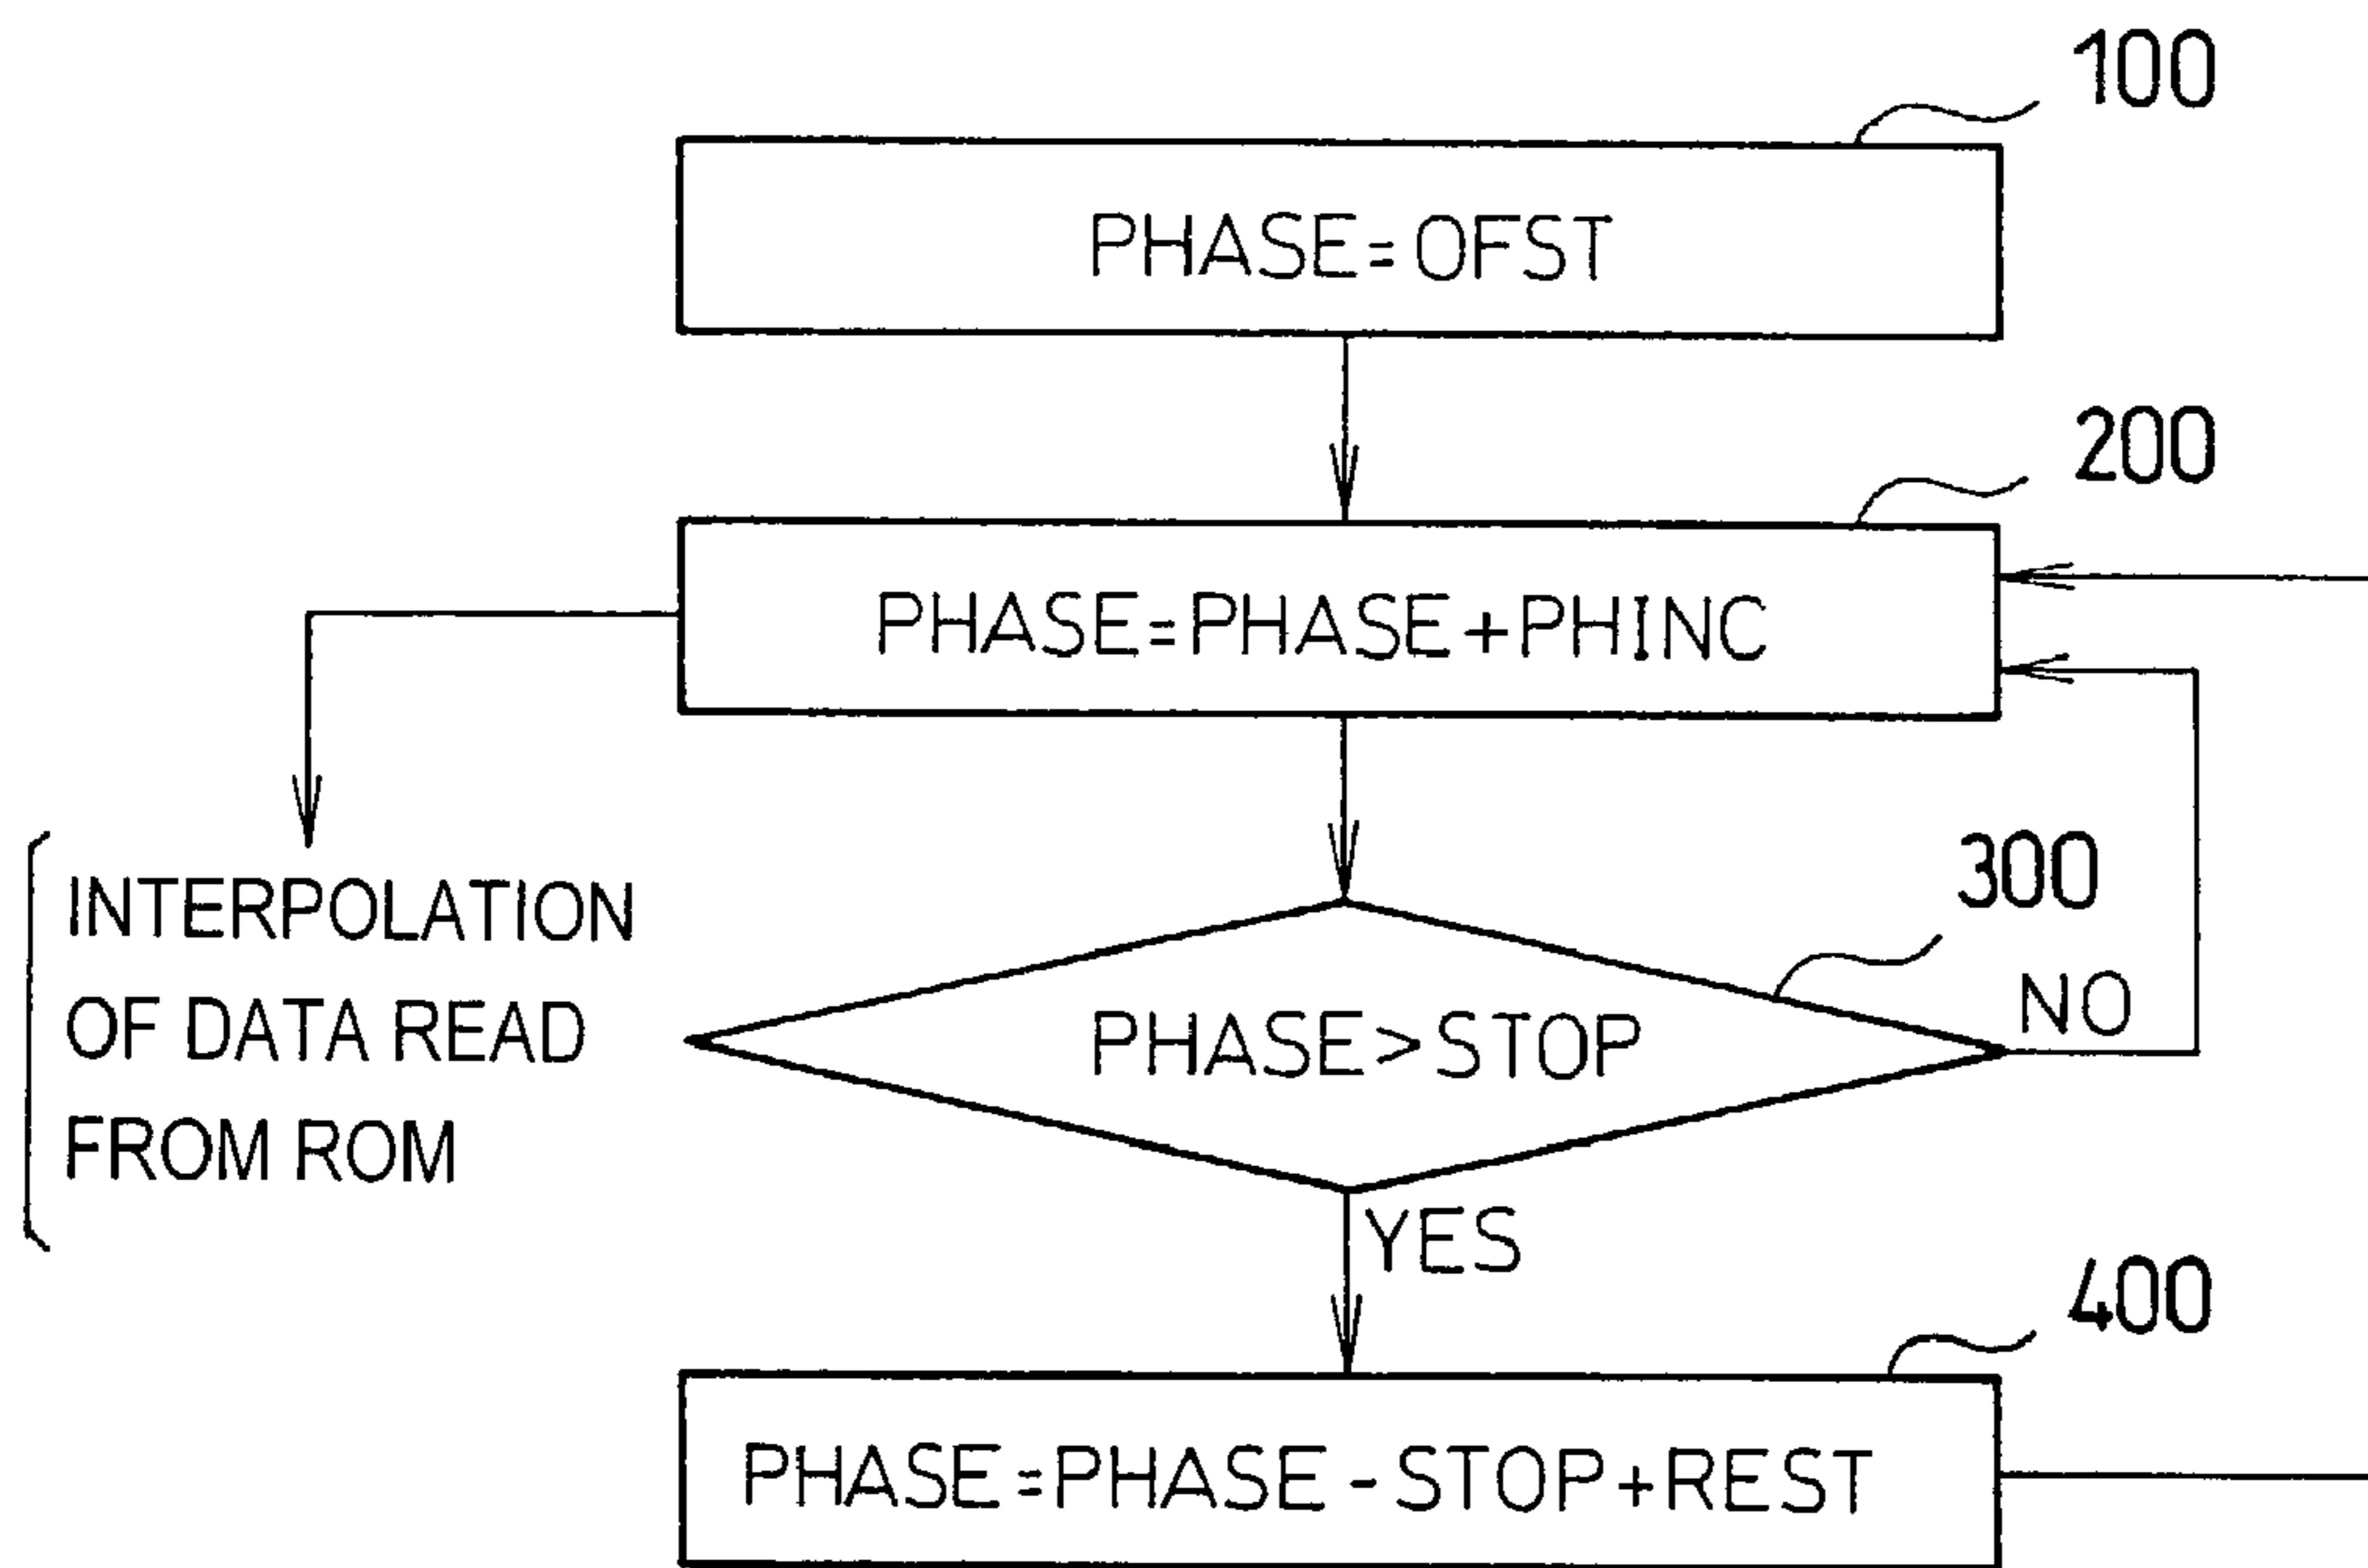 100
PHASE=OFST
200
PHASE=PHASE+PHINC
300
INTERPOLATION
OF DATA READ
FROM ROM
PHASE>STOP
NO
YES
400
PHASE=PHASE-STOP+REST